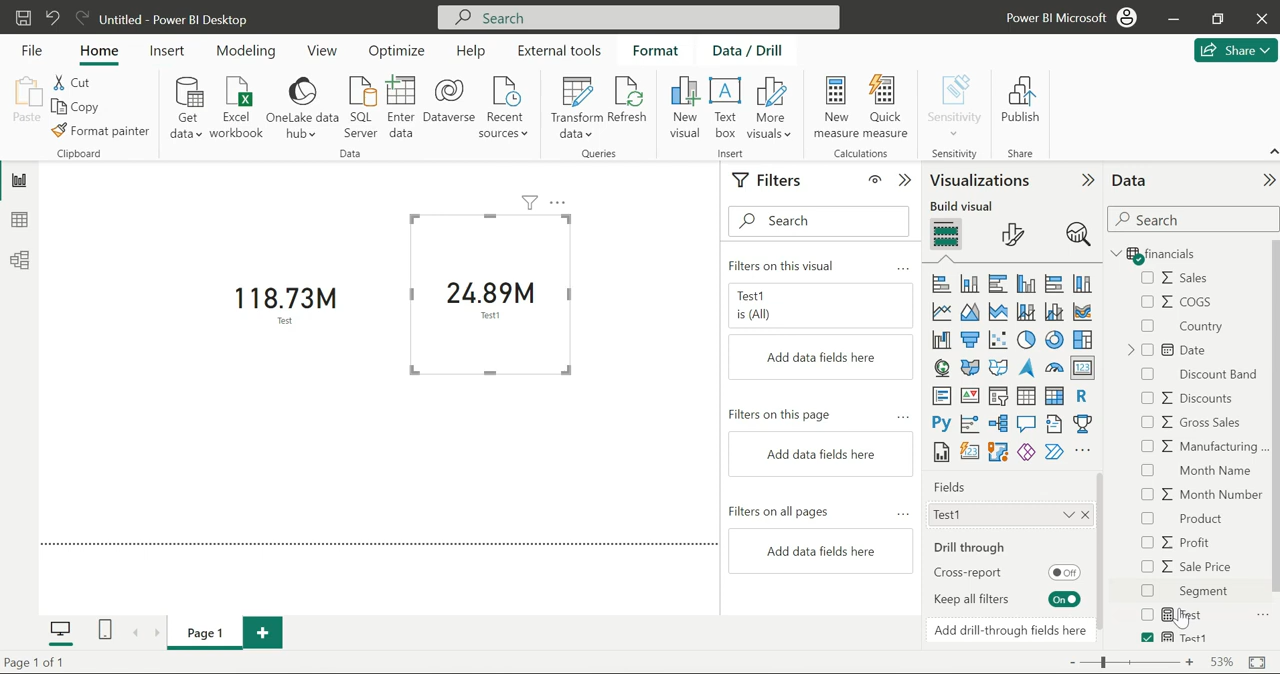 Untitled - Power BI Desktop
Search
Power BI Microsoft
File Home Insert Modeling View Optimize Help External tools Format Data / Drill
Share
Paste
Cut
Copy
Format painter
Clipboard
Get data
Excel workbook
OneLake data hub
SQL Server
Enter data
Dataverse
Recent sources
Data
Transform data
Refresh
Queries
New visual
Text box
More visuals
Insert
New measure
Quick measure
Calculations
Sensitivity
Sensitivity
Publish
Share
118.73M
Test
24.89M
Test1
Filters
Search
Filters on this visual
Test1
is (All)
Add data fields here
Filters on this page
Add data fields here
Filters on all pages
Add data fields here
Visualizations
Build visual
123
R
Py
123
Fields
Test1
Drill through
Cross-report
Off
Keep all filters
On
Add drill-through fields here
Data
Search
financials
Sales
COGS
Country
Date
Discount Band
Discounts
Gross Sales
Manufacturing ...
Month Name
Month Number
Product
Profit
Sale Price
Segment
Test
Test1
Page 1
Page 1 of 1
53%